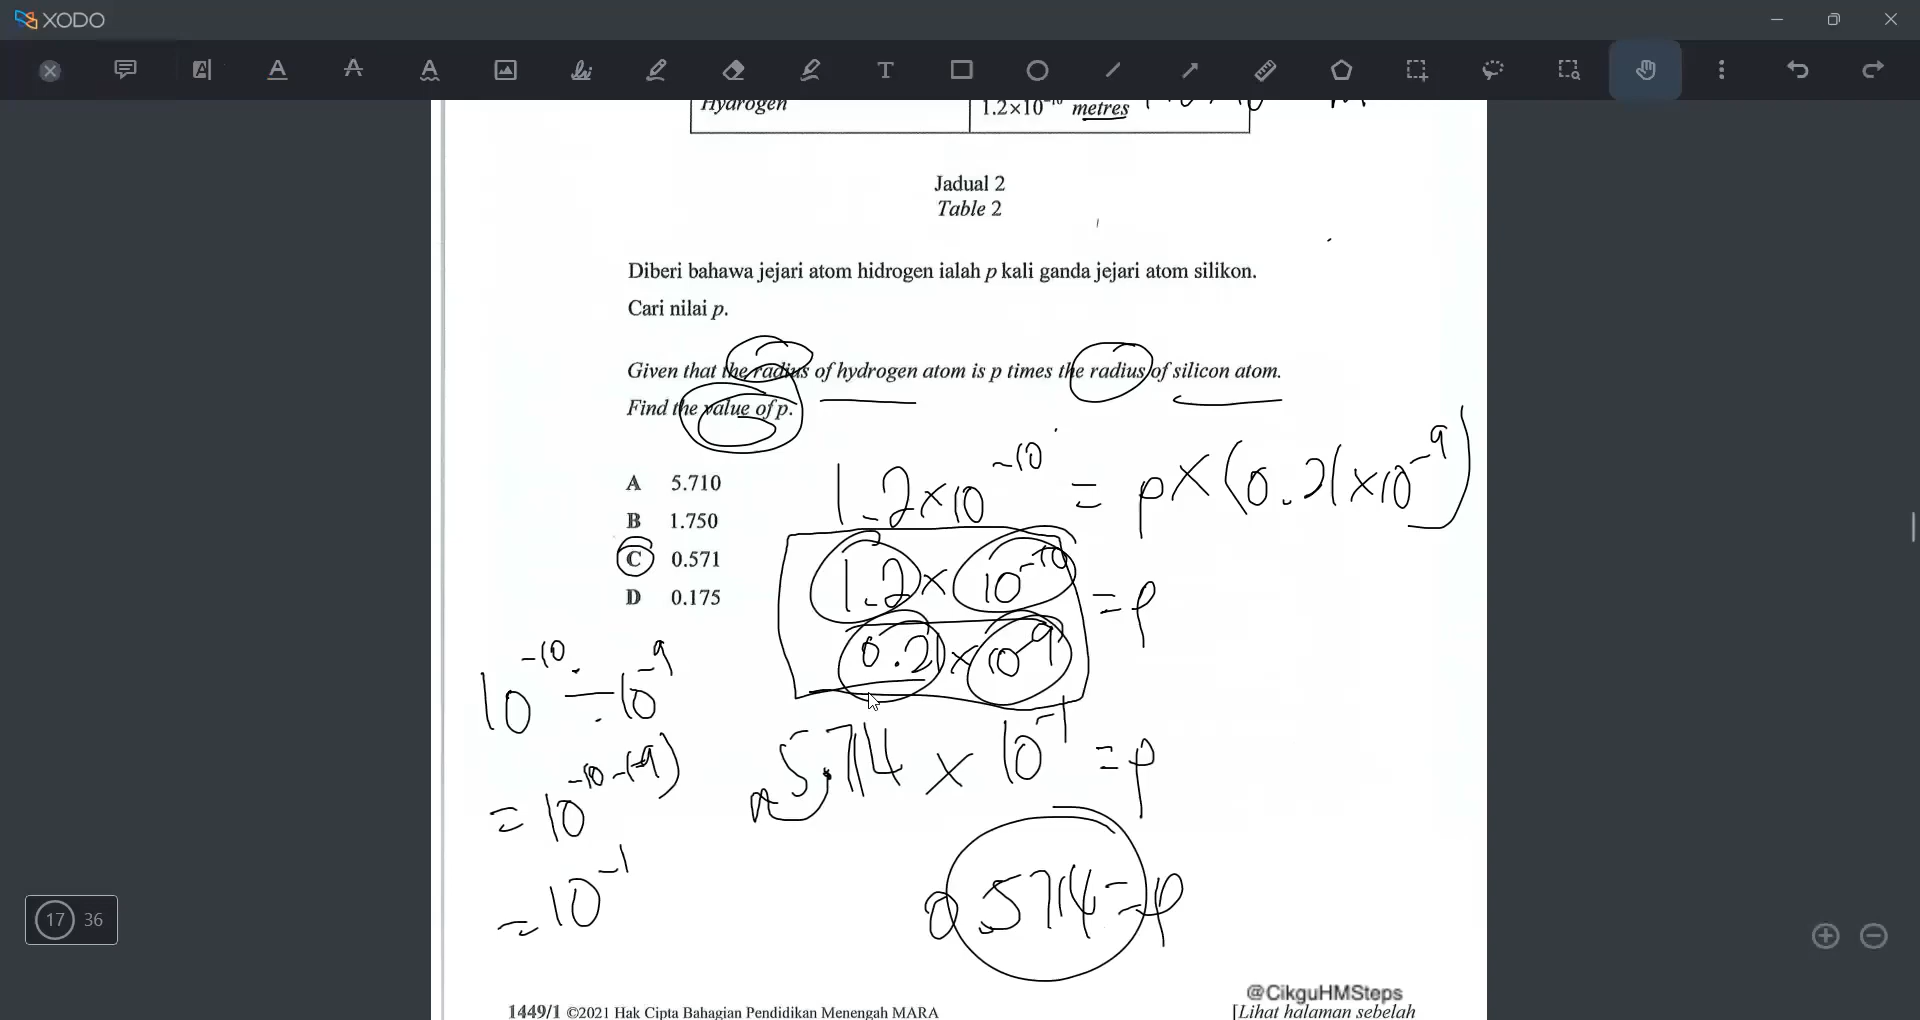 XODO
Hydrogen
1.2×10⁻¹⁰ metres
Jadual 2
Table 2
Diberi bahawa jejari atom hidrogen ialah p kali ganda jejari atom silikon.
Cari nilai p.
Given that the radius of hydrogen atom is p times the radius of silicon atom.
Find the value of p.
A 5.710
B 1.750
C 0.571
D 0.175
1.2×10⁻¹⁰ = p×(0.21×10⁻⁹)
1.2×10⁻¹⁰
= p
0.21×10⁻⁹
10⁻¹⁰ ÷ 10⁻⁹
= 10⁻¹⁰⁻⁽⁻⁹⁾
= 10⁻¹
5.714 × 10⁻¹ = p
0.5714 = p
17 36
@CikguHMSteps
1449/1 ©2021 Hak Cipta Bahagian Pendidikan Menengah MARA
[Lihat halaman sebelah